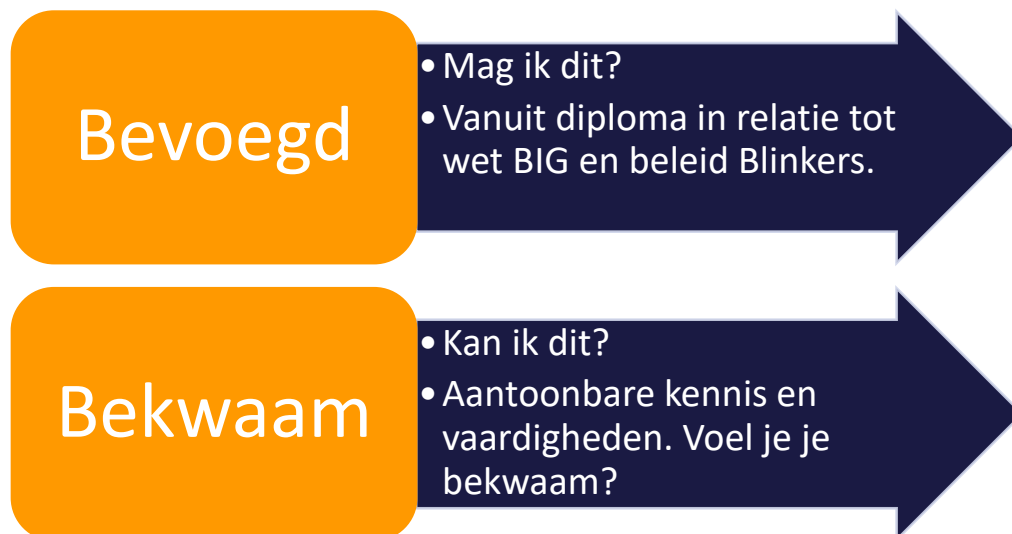 Bevoegd
• Mag ik dit?
• Vanuit diploma in relatie tot
wet BIG en beleid Blinkers.
Bekwaam
• Kan ik dit?
• Aantoonbare kennis en
vaardigheden. Voel je je
bekwaam?